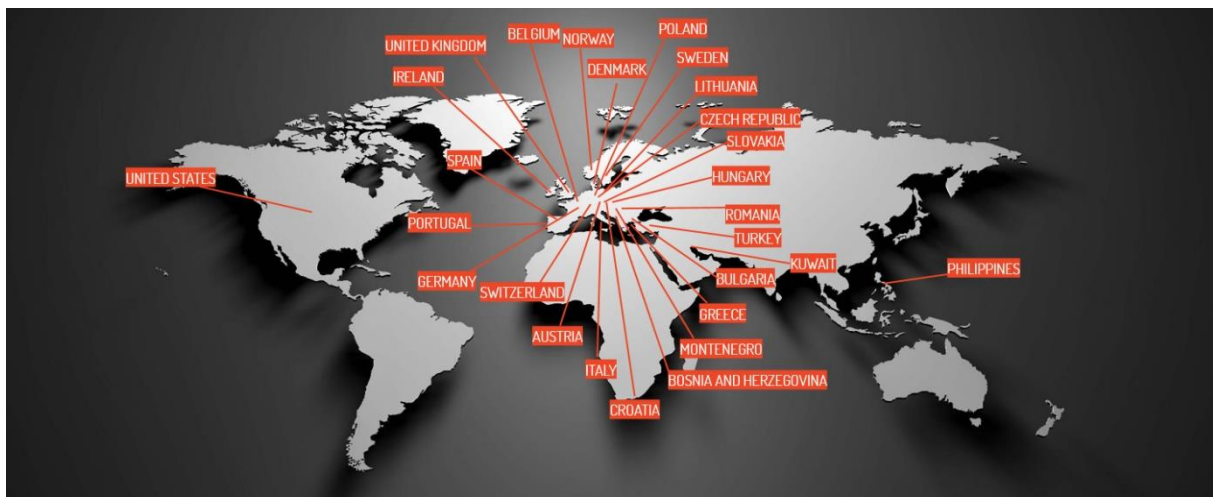 BELGIUM
NORWAY
POLAND
UNITED KINGDOM
DENMARK
SWEDEN
IRELAND
LITHUANIA
CZECH REPUBLIC
SLOVAKIA
SPAIN
HUNGARY
UNITED STATES
PORTUGAL
ROMANIA
TURKEY
KUWAIT
PHILIPPINES
GERMANY
SWITZERLAND
BULGARIA
GREECE
AUSTRIA
MONTENEGRO
ITALY
BOSNIA AND HERZEGOVINA
CROATIA